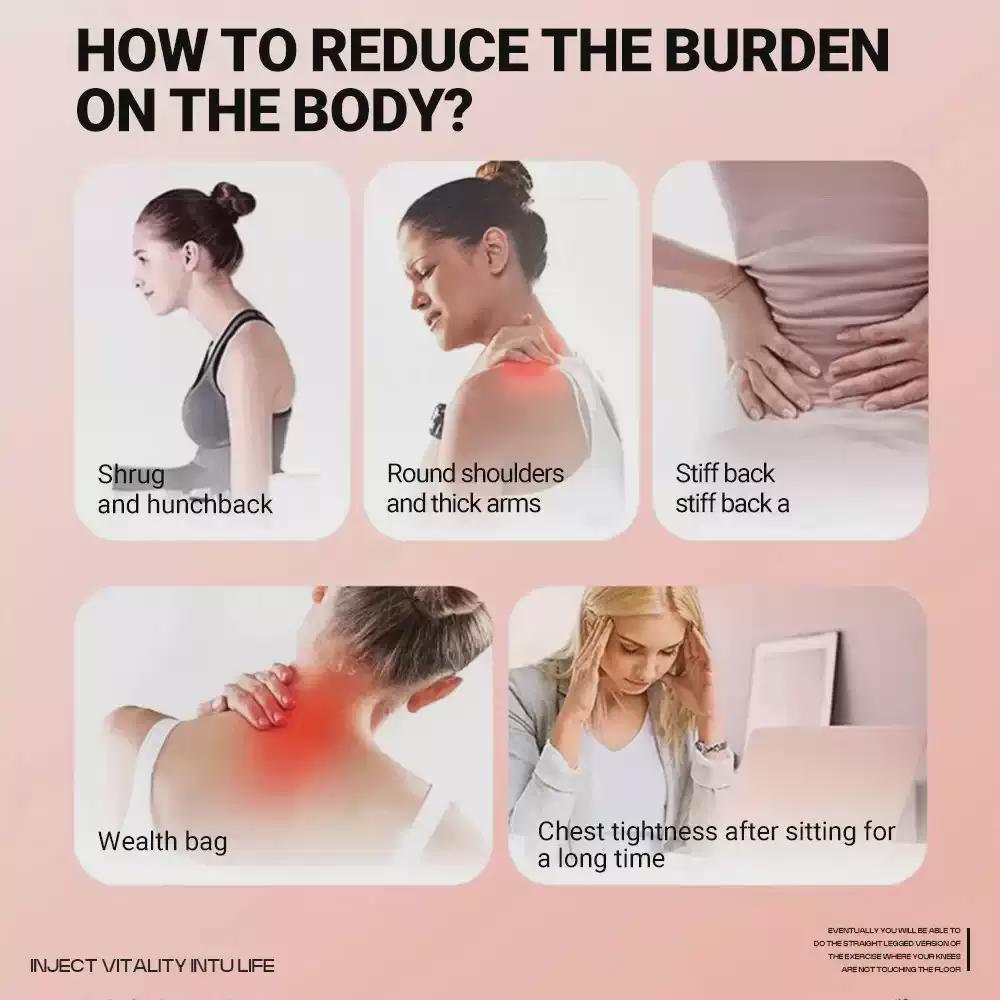 HOW TO REDUCE THE BURDEN
ON THE BODY?
Shrug
and hunchback
Round shoulders
and thick arms
Stiff back
stiff back a
Wealth bag
Chest tightness after sitting for
a long time
INJECT VITALITY INTU LIFE
EVENTUALLY YOU WILL BE ABLE TO
DO THE STRAIGHT LEGGED VERSION OF
THE EXERCISE WHERE YOUR KNEES
ARE NOT TOUCHING THE FLOOR